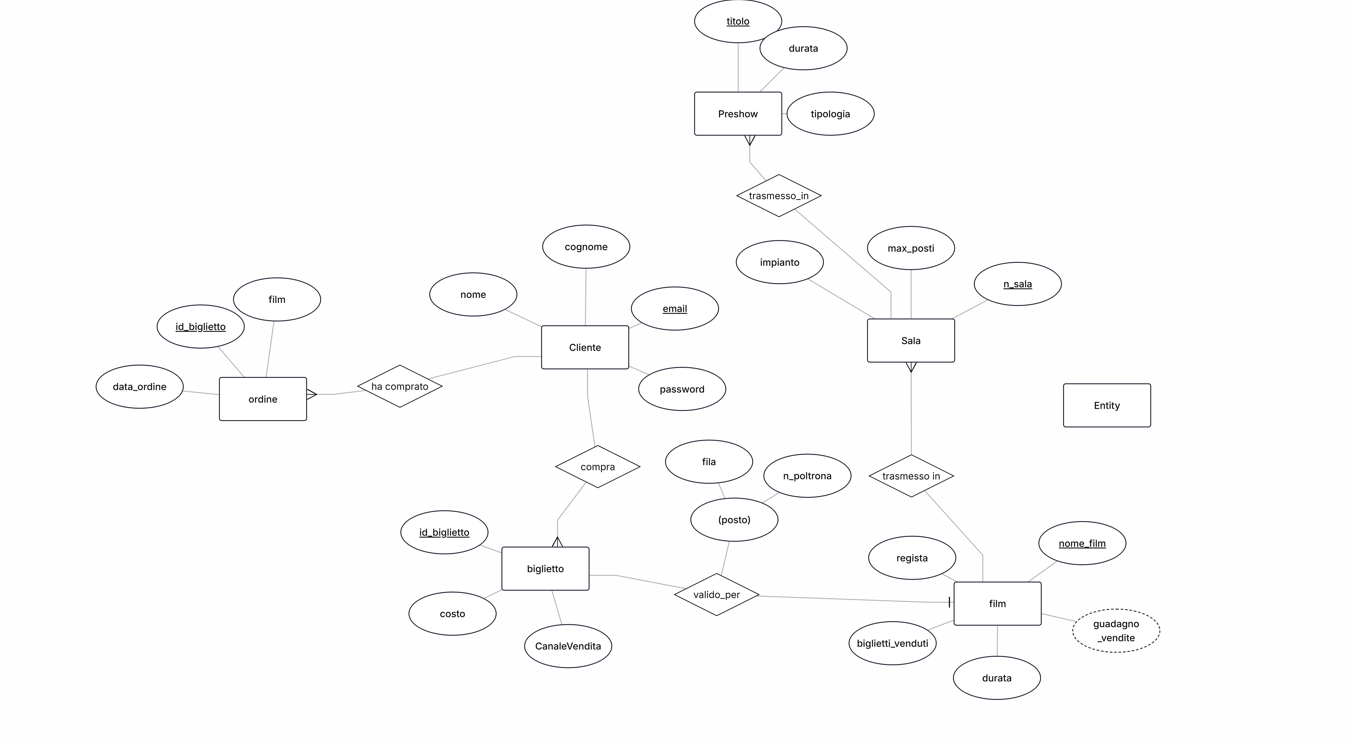 titolo
durata
Preshow
tipologia
trasmesso_in
cognome
max_posti
impianto
n_sala
nome
film
email
id_biglietto
Sala
Cliente
data_ordine
ha comprato
password
ordine
Entity
fila
compra
n_poltrona
trasmesso in
(posto)
id_biglietto
nome_film
regista
biglietto
valido_per
film
costo
guadagno
_vendite
biglietti_venduti
CanaleVendita
durata